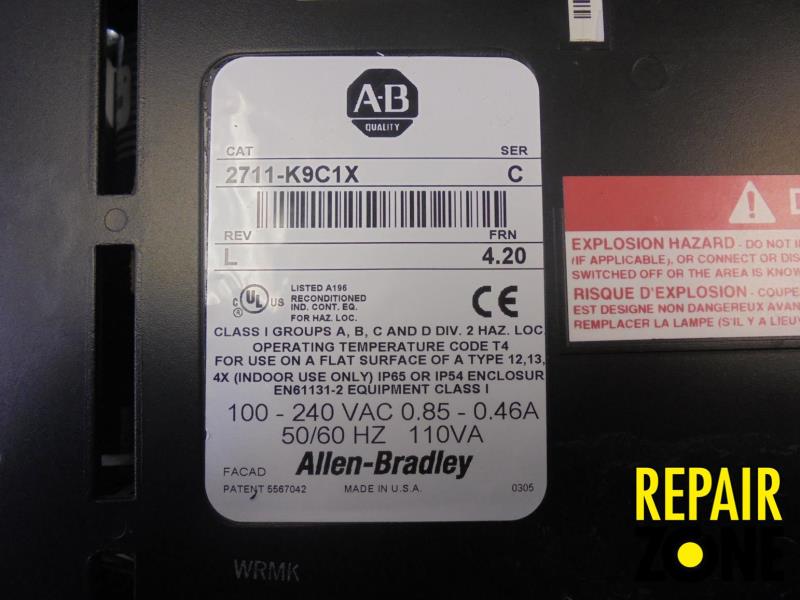 A-B
QUALITY
CAT SER
2711-K9C1X C
REV FRN
L 4.20
LISTED A196
RECONDITIONED
IND. CONT. EQ.
FOR HAZ. LOC.
C UL US
®
CE
CLASS I GROUPS A, B, C AND D DIV. 2 HAZ. LOC
OPERATING TEMPERATURE CODE T4
FOR USE ON A FLAT SURFACE OF A TYPE 12,13,
4X (INDOOR USE ONLY) IP65 OR IP54 ENCLOSUR
EN61131-2 EQUIPMENT CLASS I
100 - 240 VAC 0.85 - 0.46A
50/60 HZ 110VA
FACAD Allen-Bradley
PATENT 5567042 MADE IN U.S.A. 0305
WRMK
EXPLOSION HAZARD - DO NOT
(IF APPLICABLE), OR CONNECT OR DIS
SWITCHED OFF OR THE AREA IS KNOW
RISQUE D'EXPLOSION - COUPE
EST DESIGNE NON DANGEREUX AVAN
REMPLACER LA LAMPE (S'IL Y A LIEU
REPAIR
ZONE